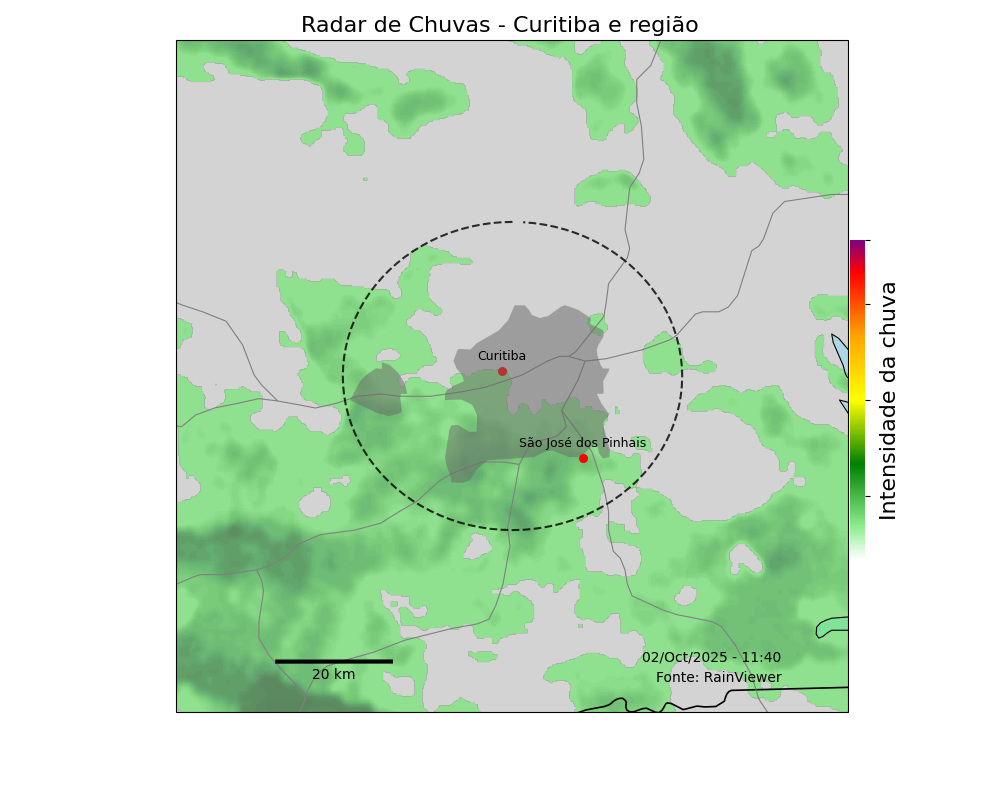 Radar de Chuvas - Curitiba e região
Curitiba
São José dos Pinhais
Intensidade da chuva
02/Oct/2025 - 11:40
Fonte: RainViewer
20 km